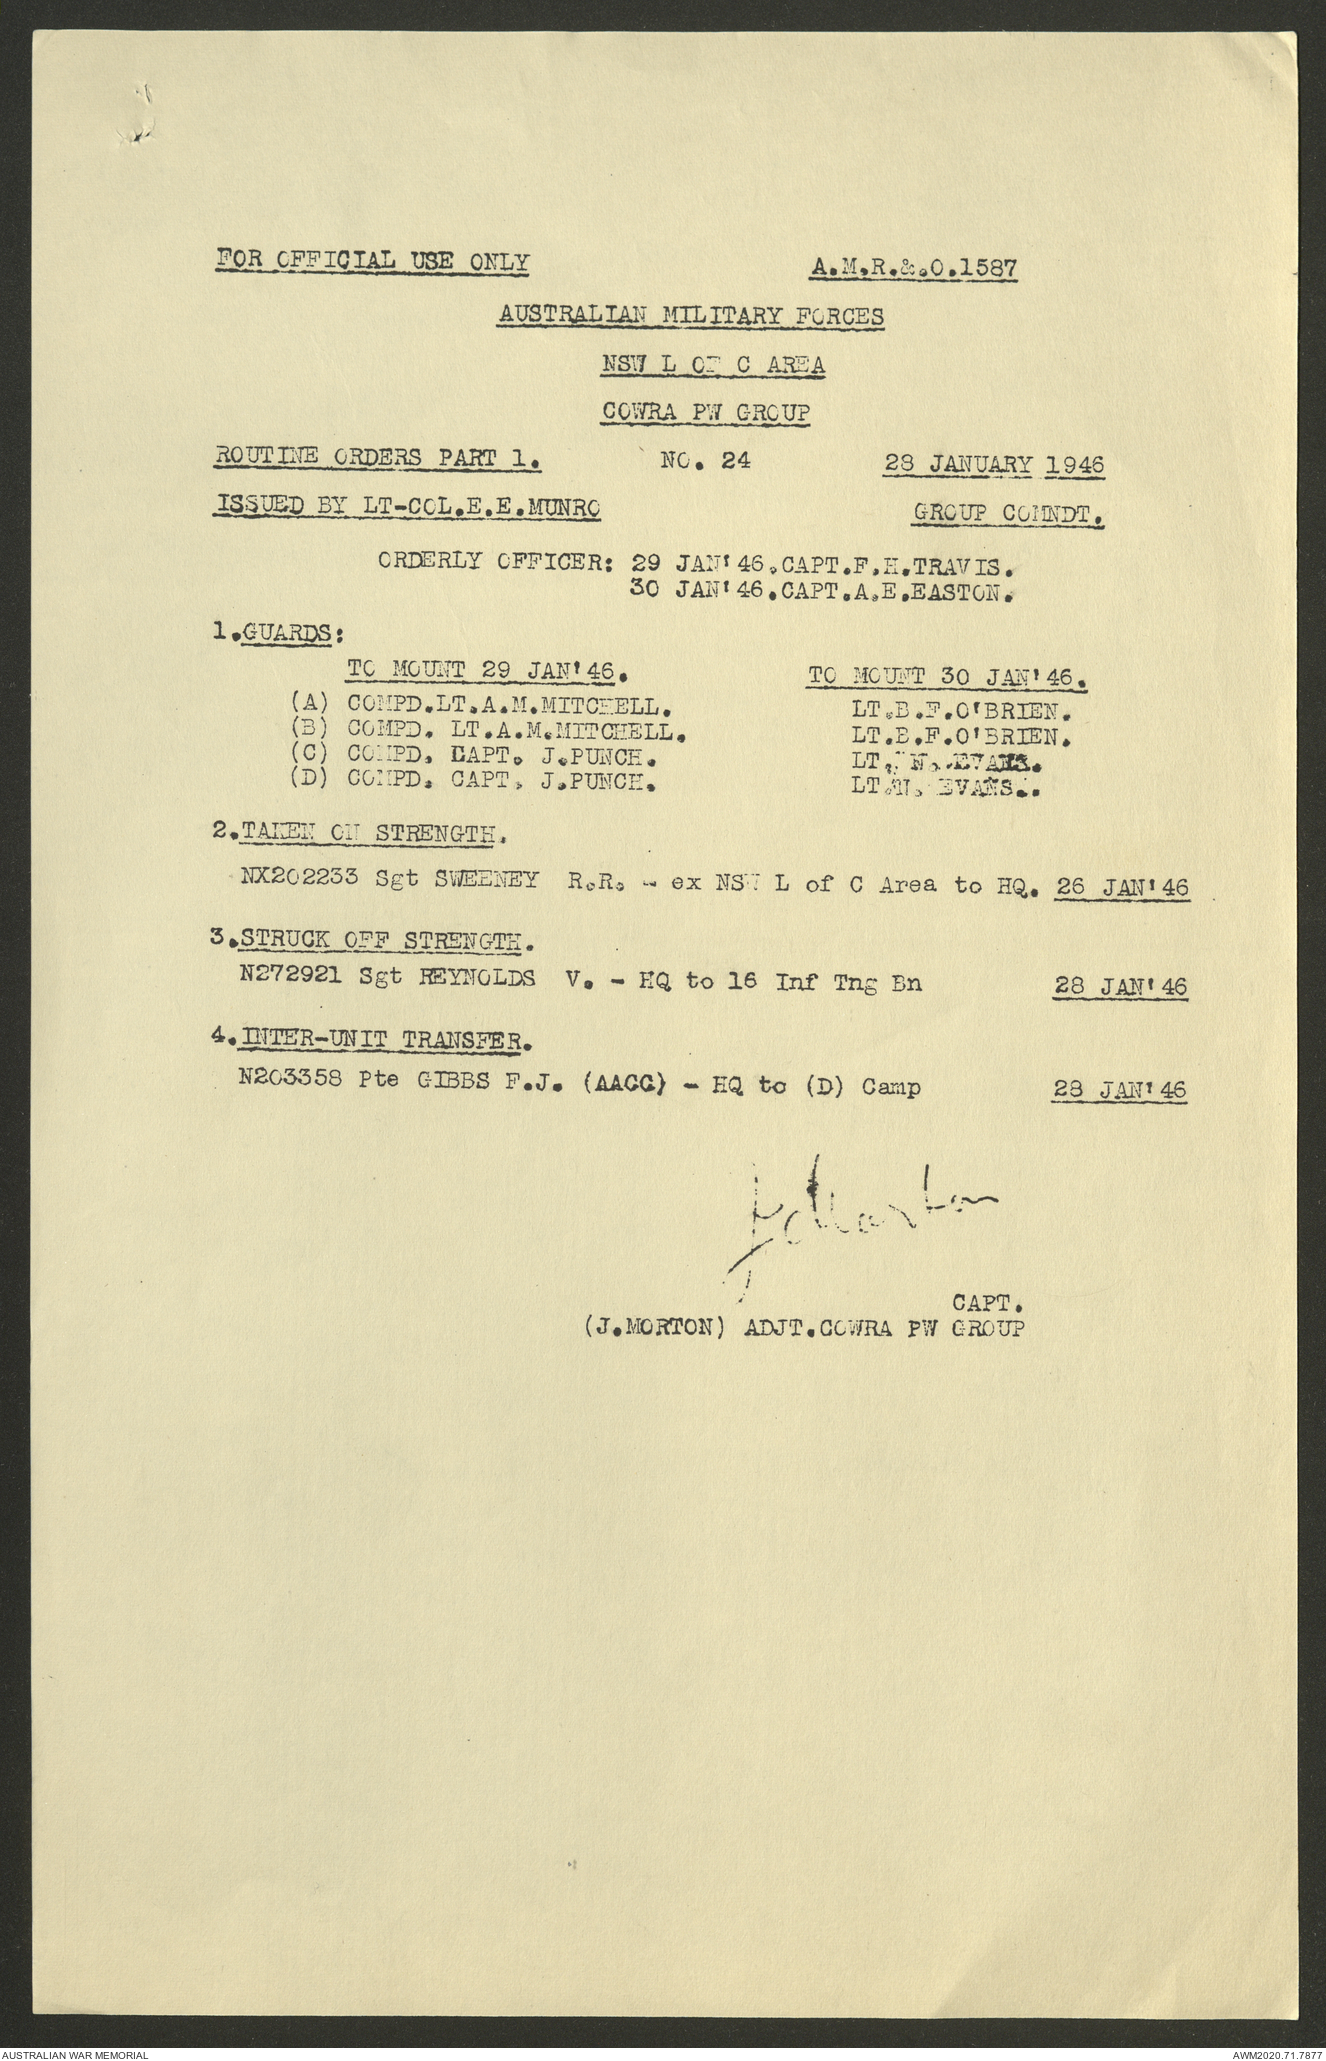 FOR OFFICIAL USE ONLY A.M.R.&.O.1587
AUSTRALIAN MILITARY FORCES
NSW L OF C AREA
COWRA PW GROUP
ROUTINE ORDERS PART 1. NO. 24 28 JANUARY 1946
ISSUED BY LT-COL.E.E.MUNRO GROUP COMNDT.
ORDERLY OFFICER: 29 JAN'46.CAPT.F.H.TRAVIS.
30 JAN'46.CAPT.A.E.EASTON.
1.GUARDS:
TO MOUNT 29 JAN'46. TO MOUNT 30 JAN'46.
(A) COMPD.LT.A.M.MITCHELL. LT.B.F.O'BRIEN.
(B) COMPD. LT.A.M.MITCHELL. LT.B.F.O'BRIEN.
(C) COMPD. CAPT. J.PUNCH. LT. N. EVANS.
(D) COMPD. CAPT. J.PUNCH. LT.N. EVANS..
2.TAKEN ON STRENGTH.
NX202233 Sgt SWEENEY R.R. - ex NSW L of C Area to HQ. 26 JAN'46
3.STRUCK OFF STRENGTH.
N272921 Sgt REYNOLDS V. - HQ to 16 Inf Tng Bn 28 JAN'46
4.INTER-UNIT TRANSFER.
N203358 Pte GIBBS F.J. (AACC) - HQ to (D) Camp 28 JAN'46
CAPT.
(J.MORTON) ADJT.COWRA PW GROUP
AUSTRALIAN WAR MEMORIAL AWM2020.71.7877